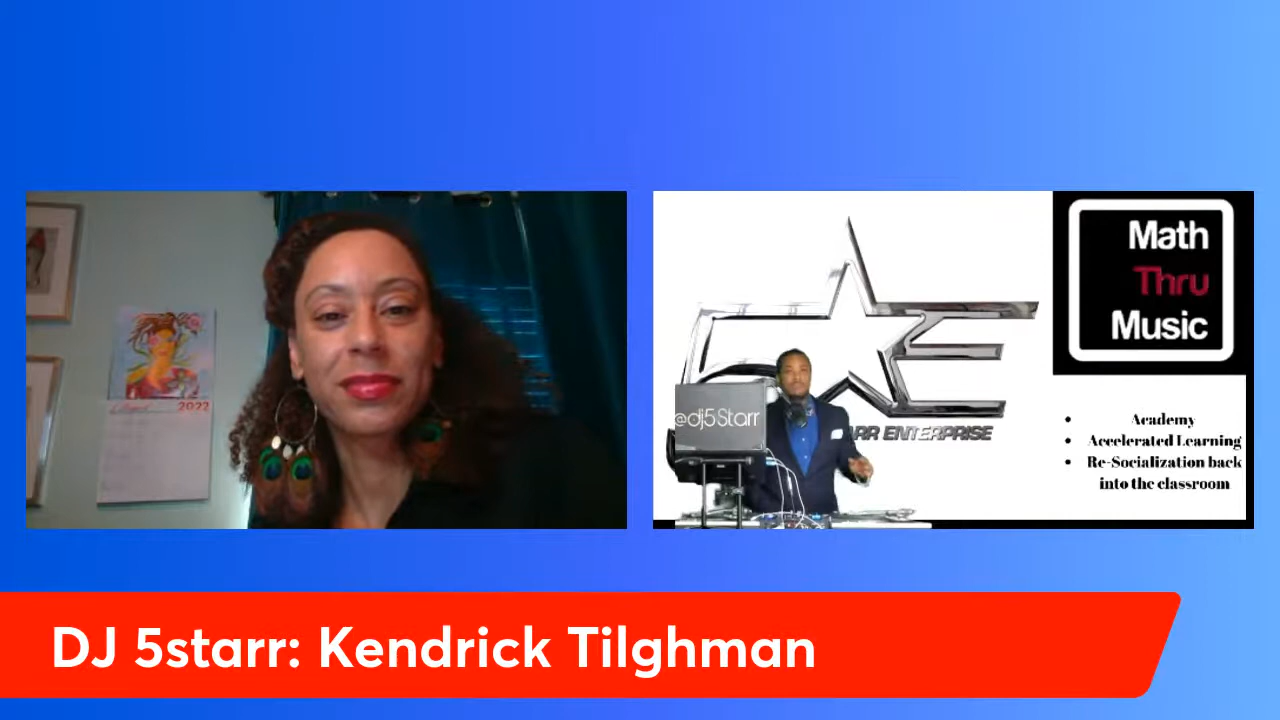 2022
Math
Thru
Music
@dj5Starr
ARR ENTERPRISE
• Academy
• Accelerated Learning
• Re-Socialization back
into the classroom
DJ 5starr: Kendrick Tilghman